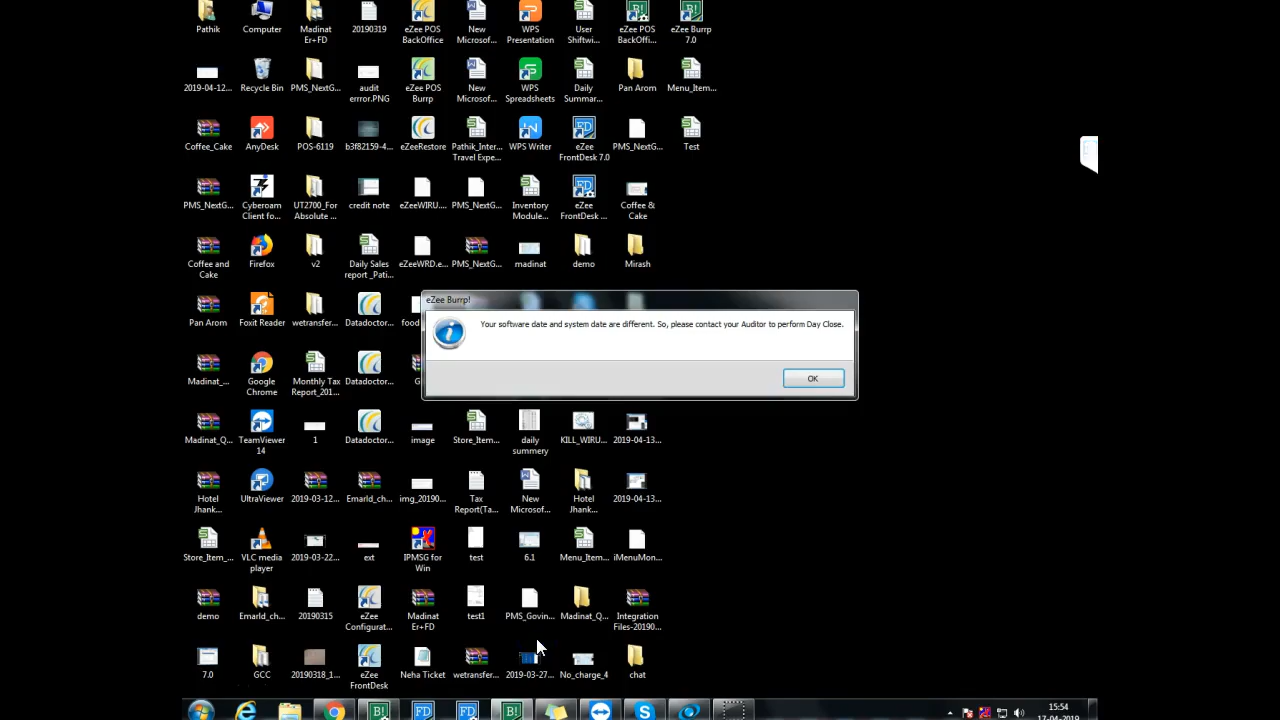 Pathik
Computer
Madinat
Er+FD
20190319
eZee POS
BackOffice
New
Microsof...
WPS
Presentation
User
Shiftwi...
eZee POS
BackOffi...
eZee Burrp
7.0
2019-04-12...
Recycle Bin
PMS_NextG...
audit
errror.PNG
eZee POS
Burrp
New
Microsof...
WPS
Spreadsheets
Daily
Summar...
Pan Arom
Menu_Item...
Coffee_Cake
AnyDesk
POS-6119
b3f82159-4...
eZeeRestore
Pathik_Inter...
Travel Expe...
WPS Writer
eZee
FrontDesk 7.0
PMS_NextG...
Test
PMS_NextG...
Cyberoam
Client fo...
UT2700_For
Absolute ...
credit note
eZeeWIRU....
PMS_NextG...
Inventory
Module...
eZee
FrontDesk ...
Coffee &
Cake
Coffee and
Cake
Firefox
v2
Daily Sales
report _Pati...
eZeeWRD.e...
PMS_NextG...
madinat
demo
Mirash
Pan Arom
Foxit Reader
wetransfer...
Datadoctor...
food
eZee Burrp!
Your software date and system date are different. So, please contact your Auditor to perform Day Close.
OK
Madinat_...
Google
Chrome
Monthly Tax
Report_201...
Datadoctor...
G
Madinat_Q...
TeamViewer
14
1
Datadoctor...
image
Store_Item...
daily
summery
KILL_WIRU...
2019-04-13...
Hotel
Jhank...
UltraViewer
2019-03-12...
Emarld_ch...
img_20190...
Tax
Report(Ta...
New
Microsof...
Hotel
Jhank...
2019-04-13...
Store_Item_...
VLC media
player
2019-03-22...
ext
IPMSG for
Win
test
6.1
Menu_Item...
iMenuMon...
demo
Emarld_ch...
20190315
eZee
Configurat...
Madinat
Er+FD
test1
PMS_Govin...
Madinat_Q...
Integration
Files-20190...
7.0
GCC
20190318_1...
eZee
FrontDesk
Neha Ticket
wetransfer...
2019-03-27...
No_charge_4
chat
15:54
17-04-2019